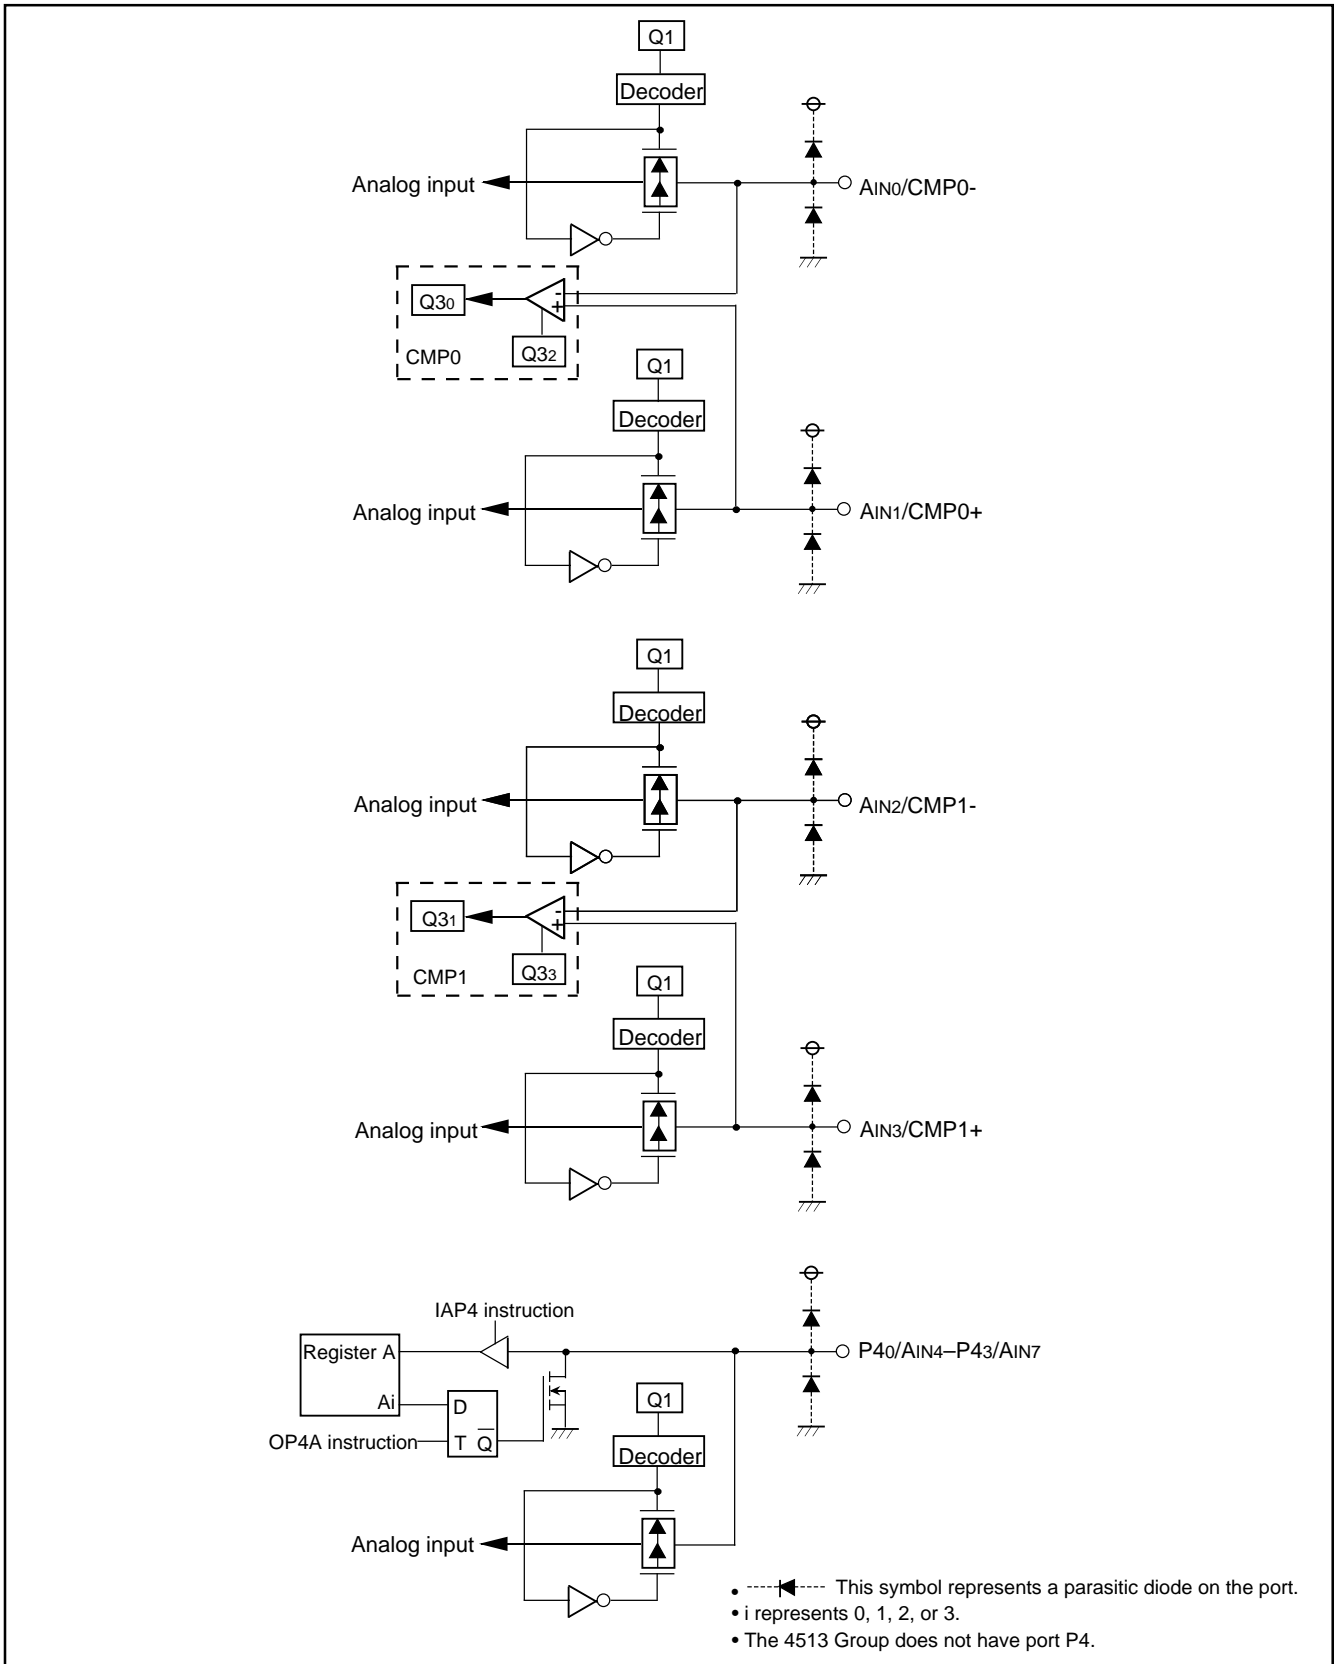 Q1
Decoder
Analog input
AIN0/CMP0-
Q30
-
+
CMP0
Q32
Q1
Decoder
Analog input
AIN1/CMP0+
Q1
Decoder
Analog input
AIN2/CMP1-
Q31
-
+
CMP1
Q33
Q1
Decoder
Analog input
AIN3/CMP1+
IAP4 instruction
Register A
P40/AIN4–P43/AIN7
Ai
D
Q1
OP4A instruction
T Q̅
Decoder
Analog input
• This symbol represents a parasitic diode on the port.
• i represents 0, 1, 2, or 3.
• The 4513 Group does not have port P4.